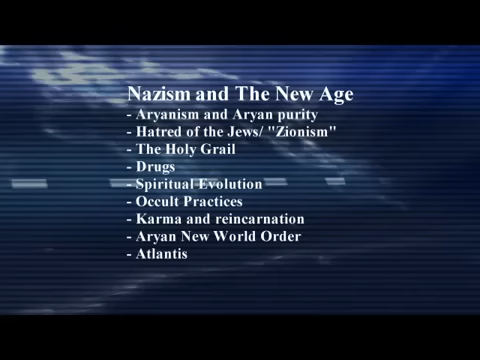 Nazism and The New Age
- Aryanism and Aryan purity
- Hatred of the Jews/ "Zionism"
- The Holy Grail
- Drugs
- Spiritual Evolution
- Occult Practices
- Karma and reincarnation
- Aryan New World Order
- Atlantis